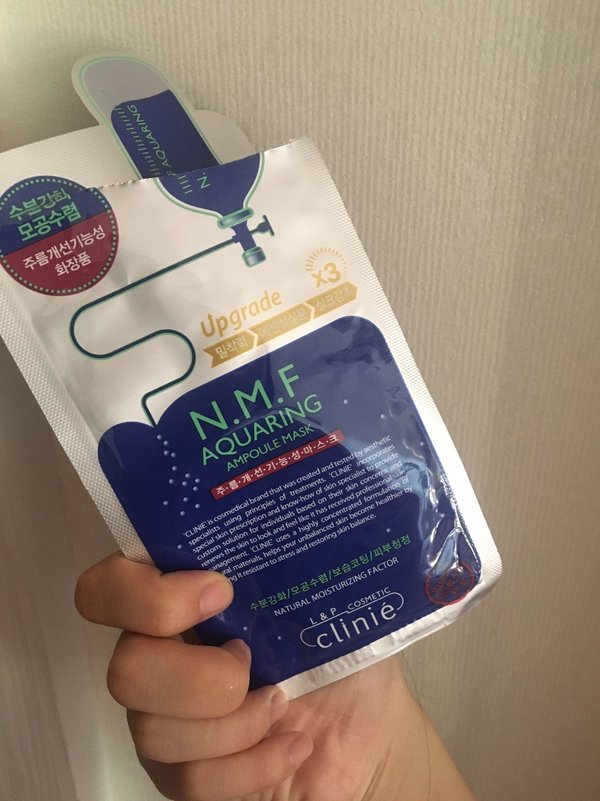 N.M.F AQUARING
수분강화,
모공수렴
주름개선기능성
화장품
Upgrade
x3
밀착력
N.M.F
AQUARING
AMPOULE MASK
주·름·개·선·기·능·성·마·스·크
'CLINIE' is cosmedical brand that was created and tested by aesthetic
specialists using principles of treatments. 'CLINIE' incorporates
special skin prescription and know-how of skin specialist to provide
custom solution for individuals based on their skin concerns and
renews the skin to look and feel like it has received professional skin
management. 'CLINIE' uses a highly concentrated formulation of
materials, helps your unbalanced skin become healthier by
it resistant to stress and restoring skin balance.
수분강화/모공수렴/보습코팅/피부청정
NATURAL MOISTURIZING FACTOR
L & P COSMETIC
clinié